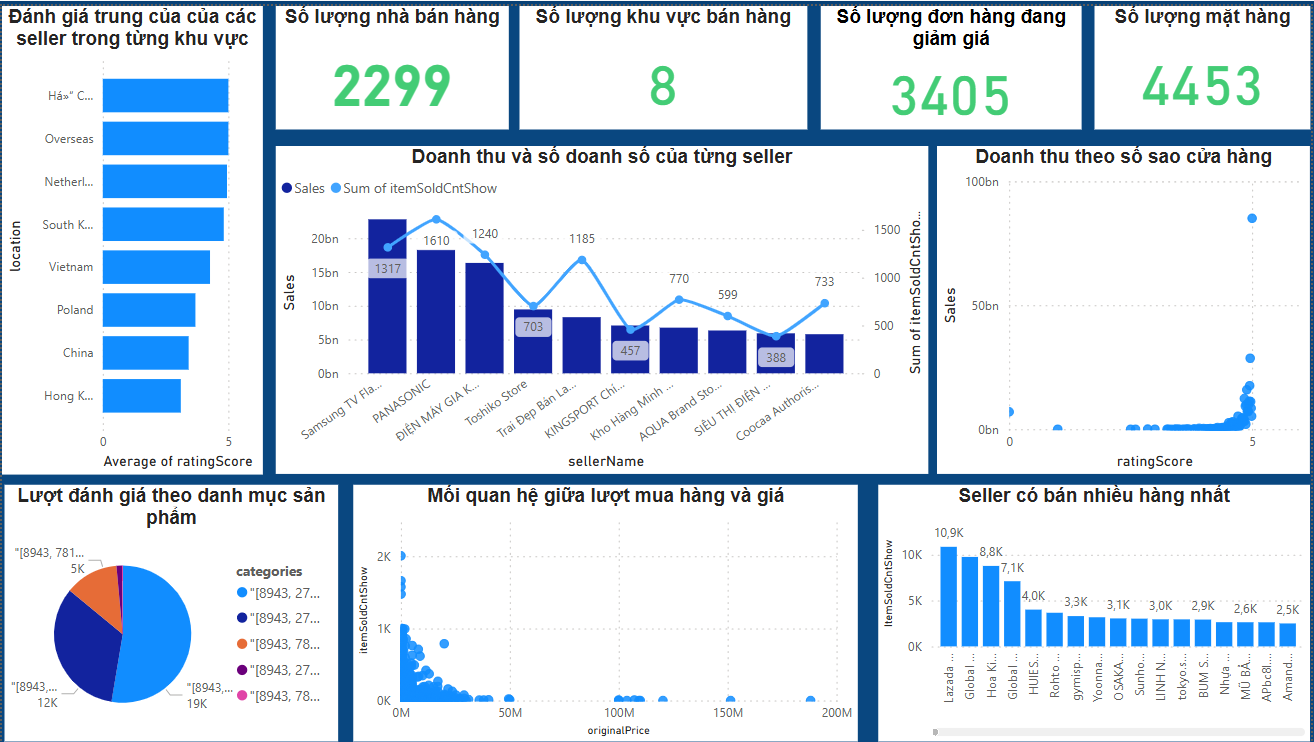 Đánh giá trung của của các
seller trong từng khu vực
location
Há»“ C...
Overseas
Netherl...
South K...
Vietnam
Poland
China
Hong K...
0
5
Average of ratingScore
Số lượng nhà bán hàng
2299
Số lượng khu vực bán hàng
8
Số lượng đơn hàng đang
giảm giá
3405
Số lượng mặt hàng
4453
Doanh thu và số doanh số của từng seller
Sales
Sum of itemSoldCntShow
Sales
20bn
15bn
10bn
5bn
0bn
1317
1610
1240
703
1185
457
770
599
388
733
1500
1000
500
0
Sum of itemSoldCntSho...
Samsung TV Fla...
PANASONIC
ĐIỆN MÁY GIA K...
Toshiko Store
Trai Đẹp Bán La...
KINGSPORT Chí...
Kho Hàng Minh ...
AQUA Brand Sto...
SIÊU THỊ ĐIỆN ...
Coocaa Authoris...
sellerName
Doanh thu theo số sao cửa hàng
Sales
100bn
50bn
0bn
0
5
ratingScore
Lượt đánh giá theo danh mục sản
phẩm
"[8943, 781...
5K
"[8943,...
12K
"[8943,...
19K
categories
"[8943, 27...
"[8943, 27...
"[8943, 78...
"[8943, 27...
"[8943, 78...
Mối quan hệ giữa lượt mua hàng và giá
itemSoldCntShow
2K
1K
0K
0M
50M
100M
150M
200M
originalPrice
Seller có bán nhiều hàng nhất
ItemSoldCntShow
10K
5K
0K
10,9K
8,8K
7,1K
4,0K
3,3K
3,1K
3,0K
2,9K
2,6K
2,5K
Lazada ...
Global ...
Hoa Ki...
Global ...
HUIES...
Rohto ...
gymisp...
Yoonna...
OSAKA...
Sunho...
LINH N...
tokyo.s...
BUM S...
Nhựa ...
MÜ BẢ...
APbc8l...
Amand...